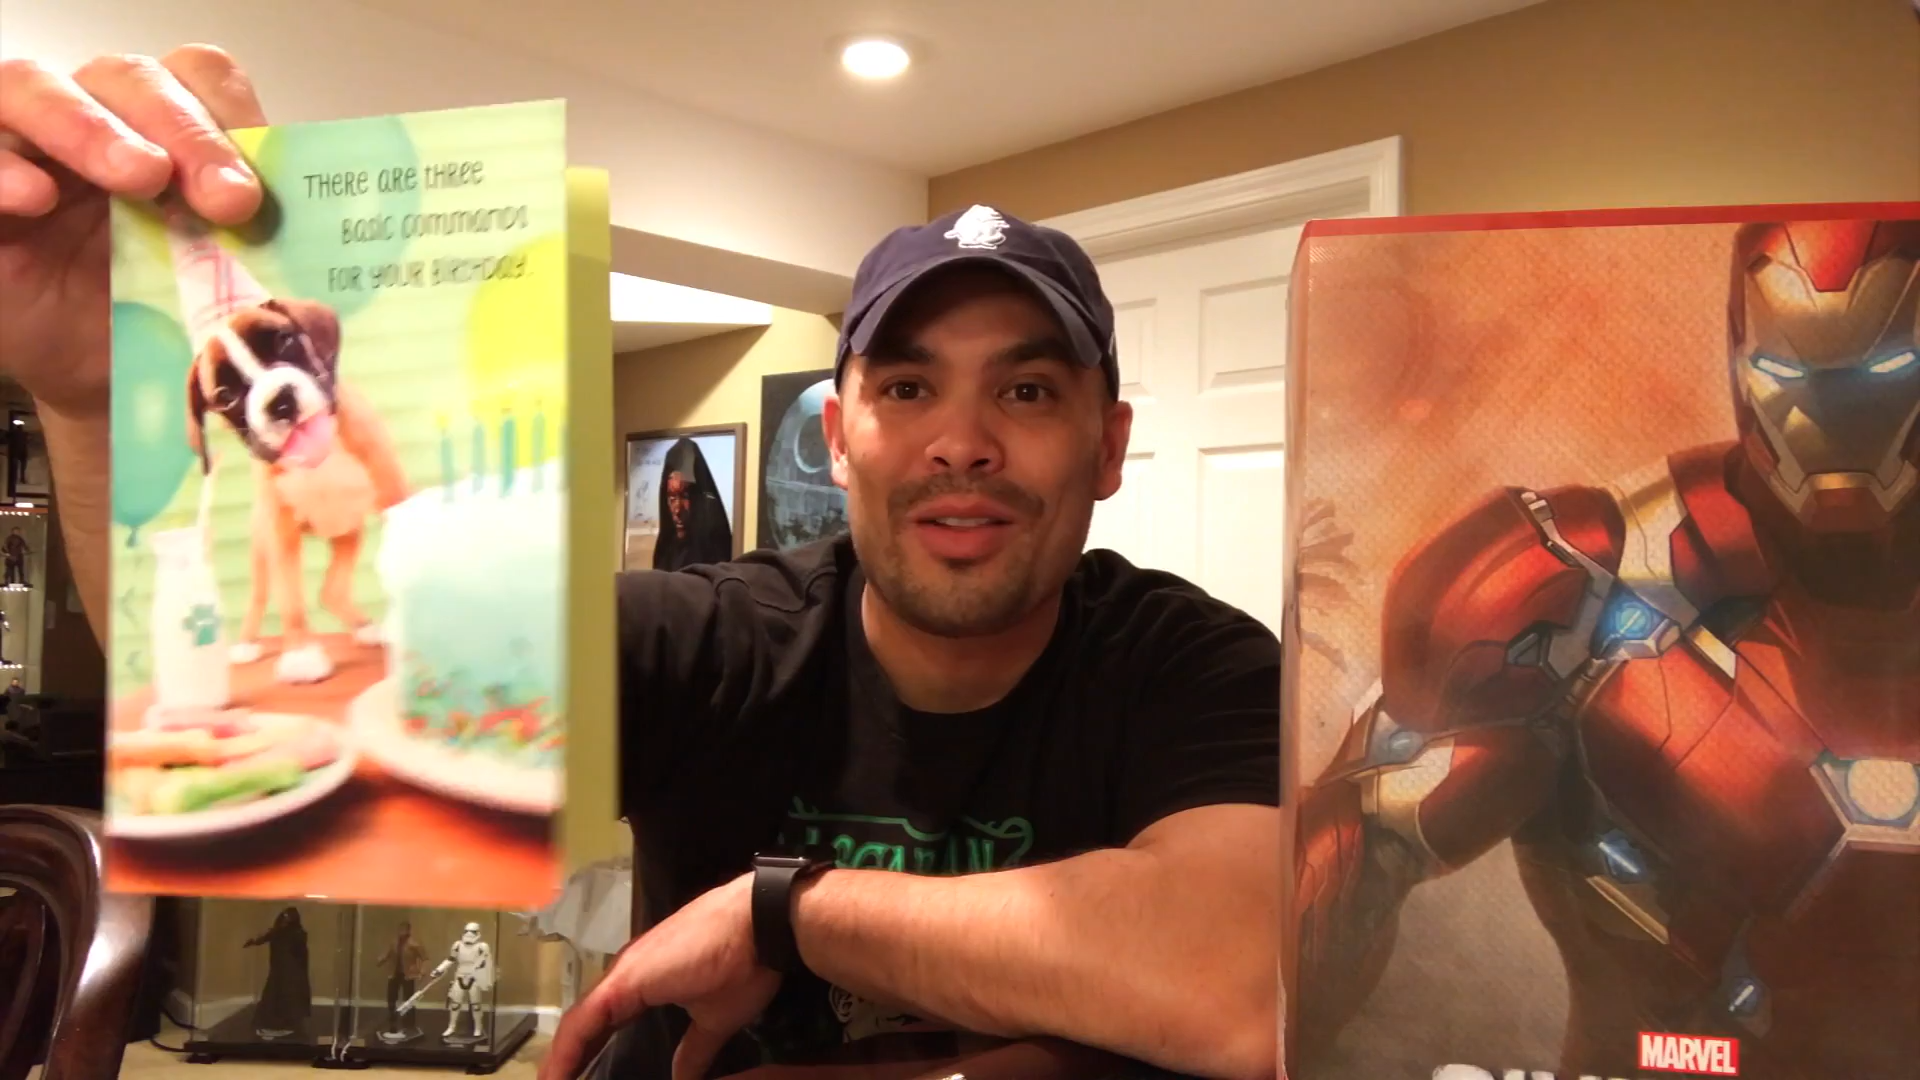 THERE ARE THREE
BASIC COMMANDS
FOR YOUR BIRTHDAY.
MARVEL